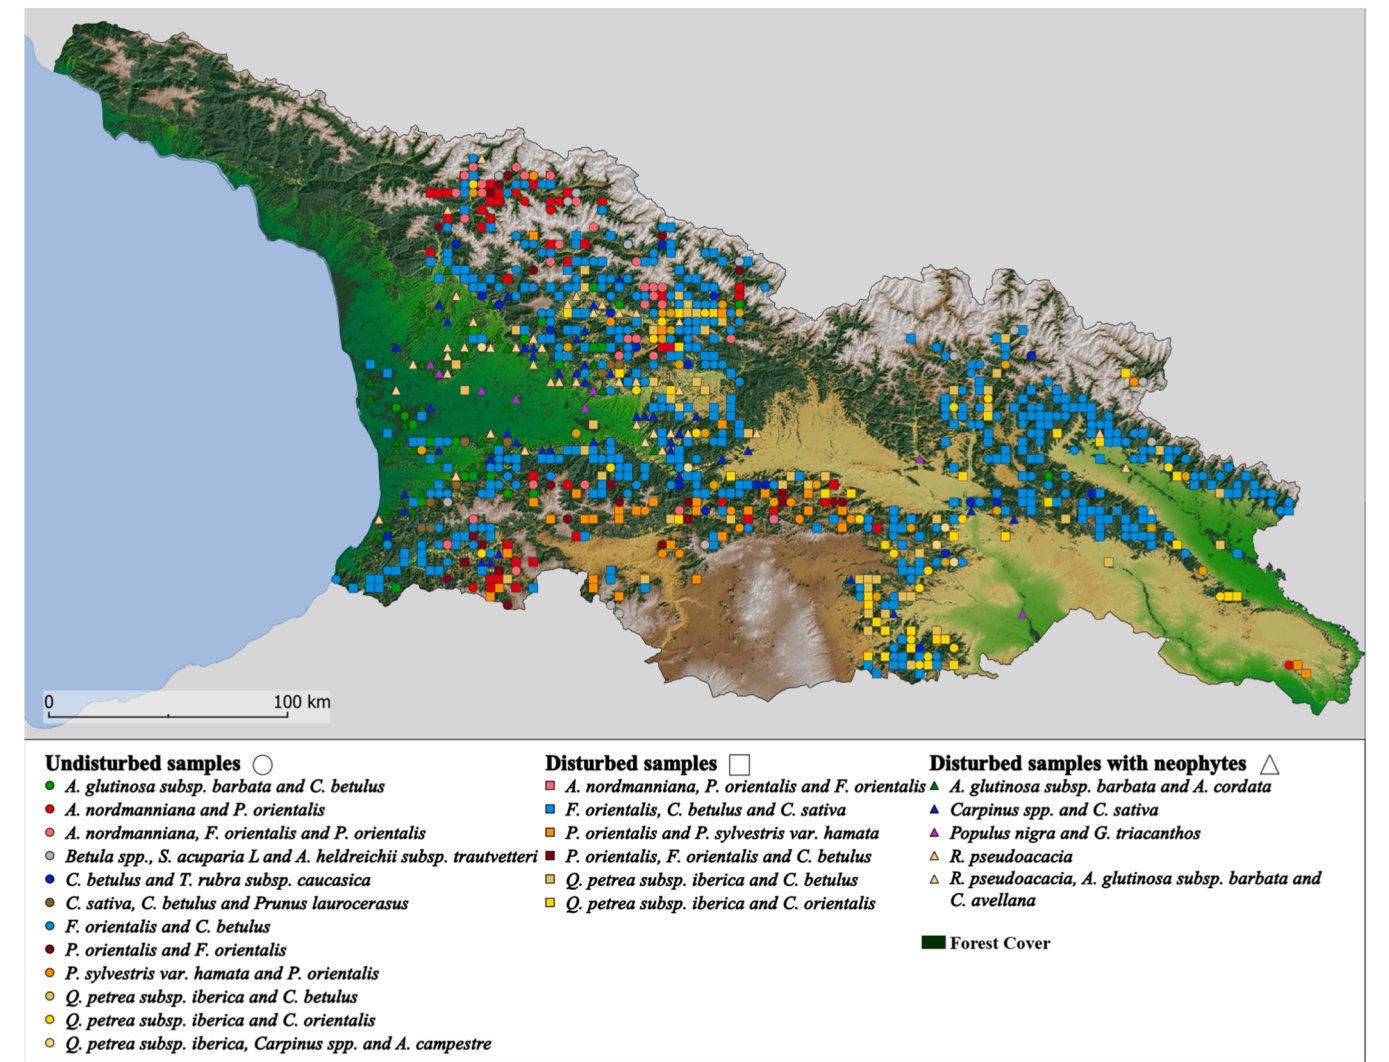 0 100 km
Undisturbed samples
A. glutinosa subsp. barbata and C. betulus
A. nordmanniana and P. orientalis
A. nordmanniana, F. orientalis and P. orientalis
Betula spp., S. acuparia L and A. heldreichii subsp. trautvetteri
C. betulus and T. rubra subsp. caucasica
C. sativa, C. betulus and Prunus laurocerasus
F. orientalis and C. betulus
P. orientalis and F. orientalis
P. sylvestris var. hamata and P. orientalis
Q. petrea subsp. iberica and C. betulus
Q. petrea subsp. iberica and C. orientalis
Q. petrea subsp. iberica, Carpinus spp. and A. campestre
Disturbed samples
A. nordmanniana, P. orientalis and F. orientalis
F. orientalis, C. betulus and C. sativa
P. orientalis and P. sylvestris var. hamata
P. orientalis, F. orientalis and C. betulus
Q. petrea subsp. iberica and C. betulus
Q. petrea subsp. iberica and C. orientalis
Disturbed samples with neophytes
A. glutinosa subsp. barbata and A. cordata
Carpinus spp. and C. sativa
Populus nigra and G. triacanthos
R. pseudoacacia
R. pseudoacacia, A. glutinosa subsp. barbata and
C. avellana
Forest Cover